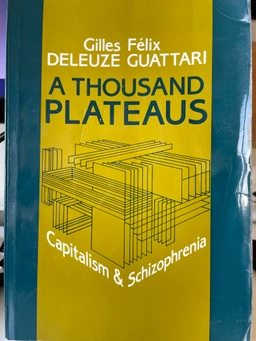 Gilles Félix
DELEUZE GUATTARI
A THOUSAND
PLATEAUS
Capitalism & Schizophrenia